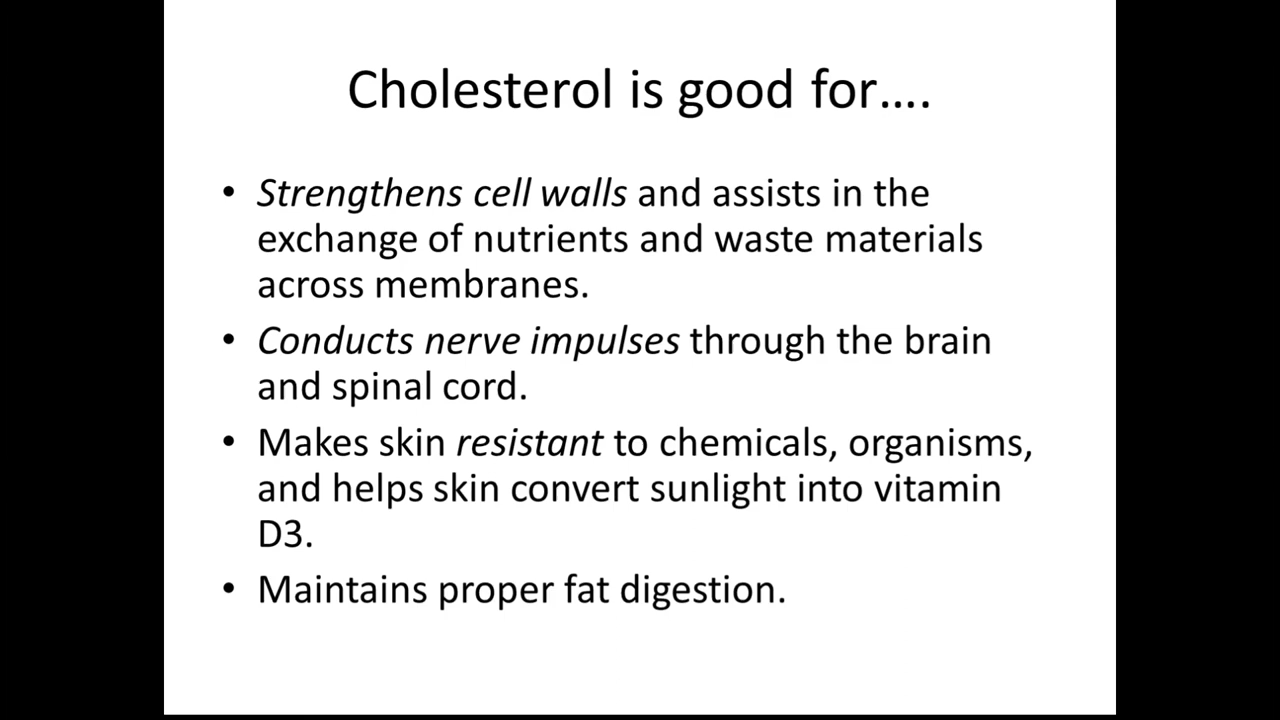 Cholesterol is good for….
• Strengthens cell walls and assists in the
exchange of nutrients and waste materials
across membranes.
• Conducts nerve impulses through the brain
and spinal cord.
• Makes skin resistant to chemicals, organisms,
and helps skin convert sunlight into vitamin
D3.
• Maintains proper fat digestion.